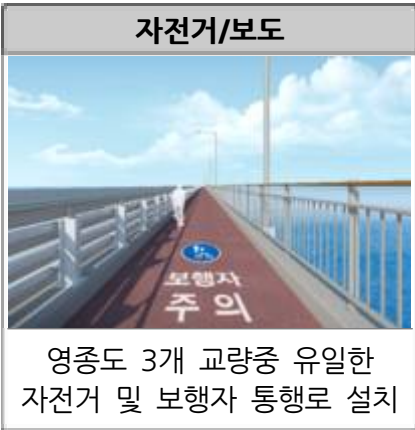 자전거/보도
보행자
주의
영종도 3개 교량중 유일한
자전거 및 보행자 통행로 설치